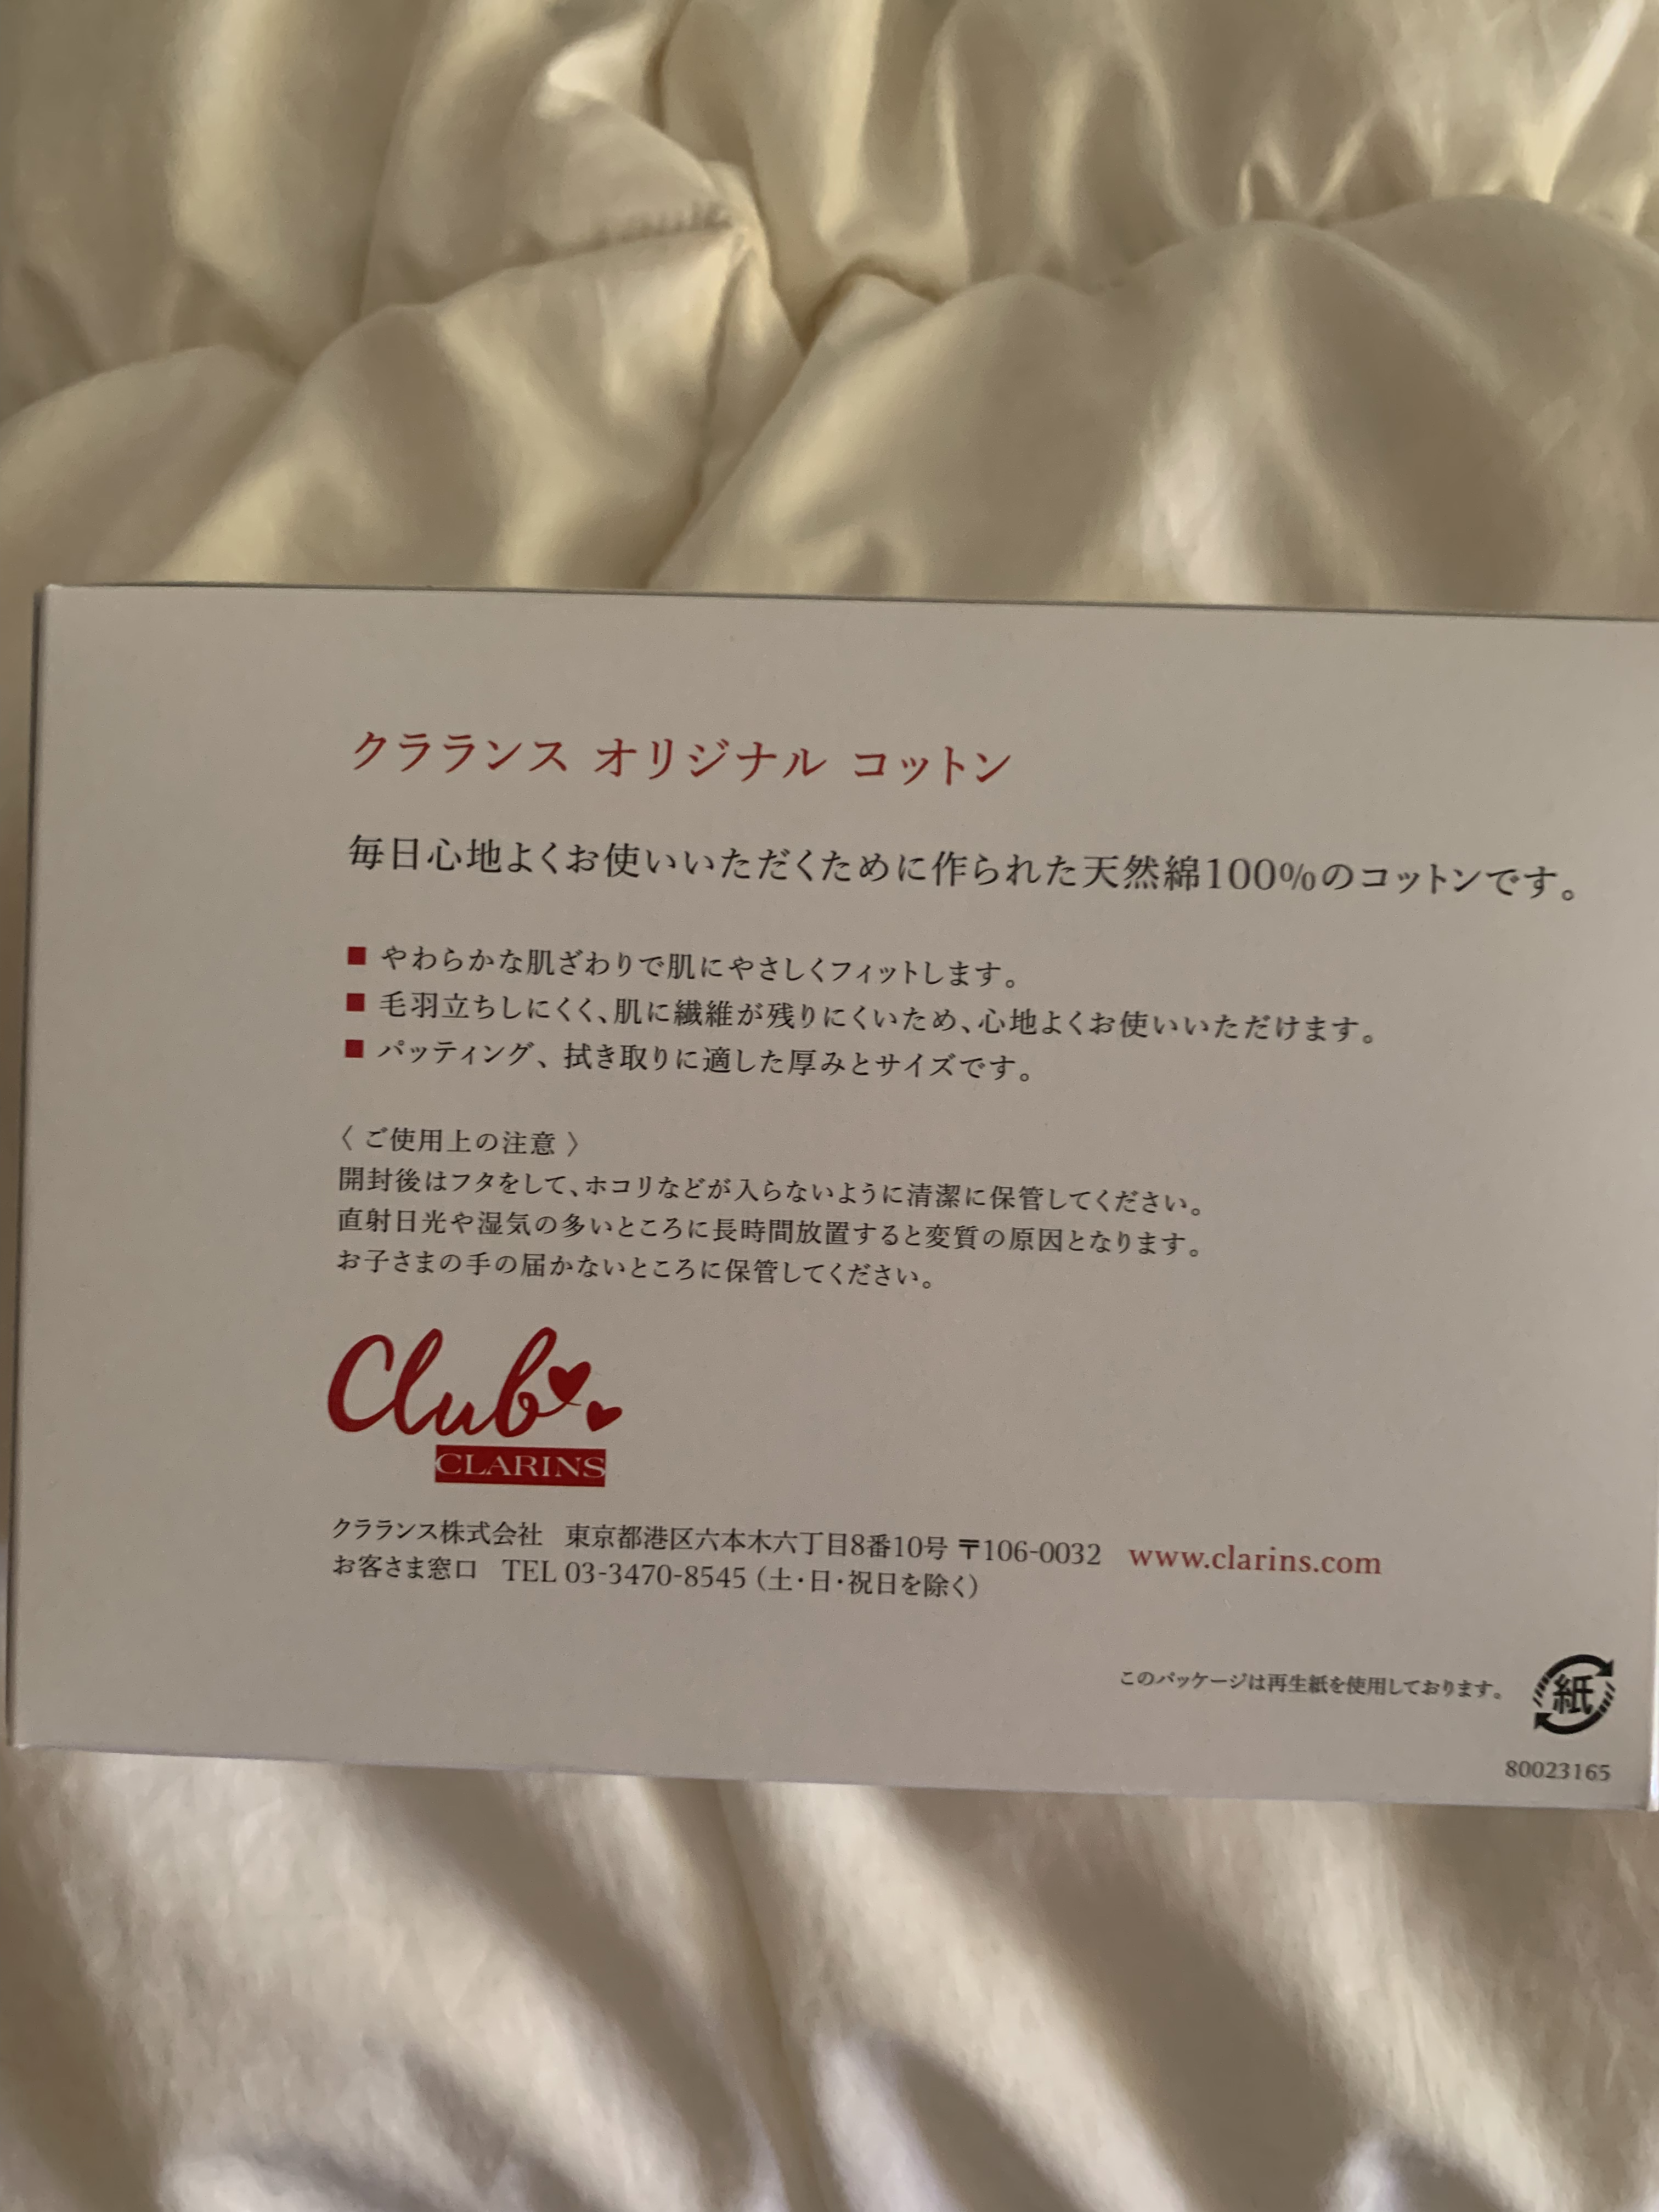 クラランス オリジナル コットン
毎日心地よくお使いいただくために作られた天然綿100%のコットンです。
■ やわらかな肌ざわりで肌にやさしくフィットします。
■ 毛羽立ちしにくく、肌に繊維が残りにくいため、心地よくお使いいただけます。
■ パッティング、拭き取りに適した厚みとサイズです。
〈 ご使用上の注意 〉
開封後はフタをして、ホコリなどが入らないように清潔に保管してください。
直射日光や湿気の多いところに長時間放置すると変質の原因となります。
お子さまの手の届かないところに保管してください。
Club
CLARINS
クラランス株式会社 東京都港区六本木六丁目8番10号 〒106-0032 www.clarins.com
お客さま窓口 TEL 03-3470-8545（土・日・祝日を除く）
このパッケージは再生紙を使用しております。 紙
80023165